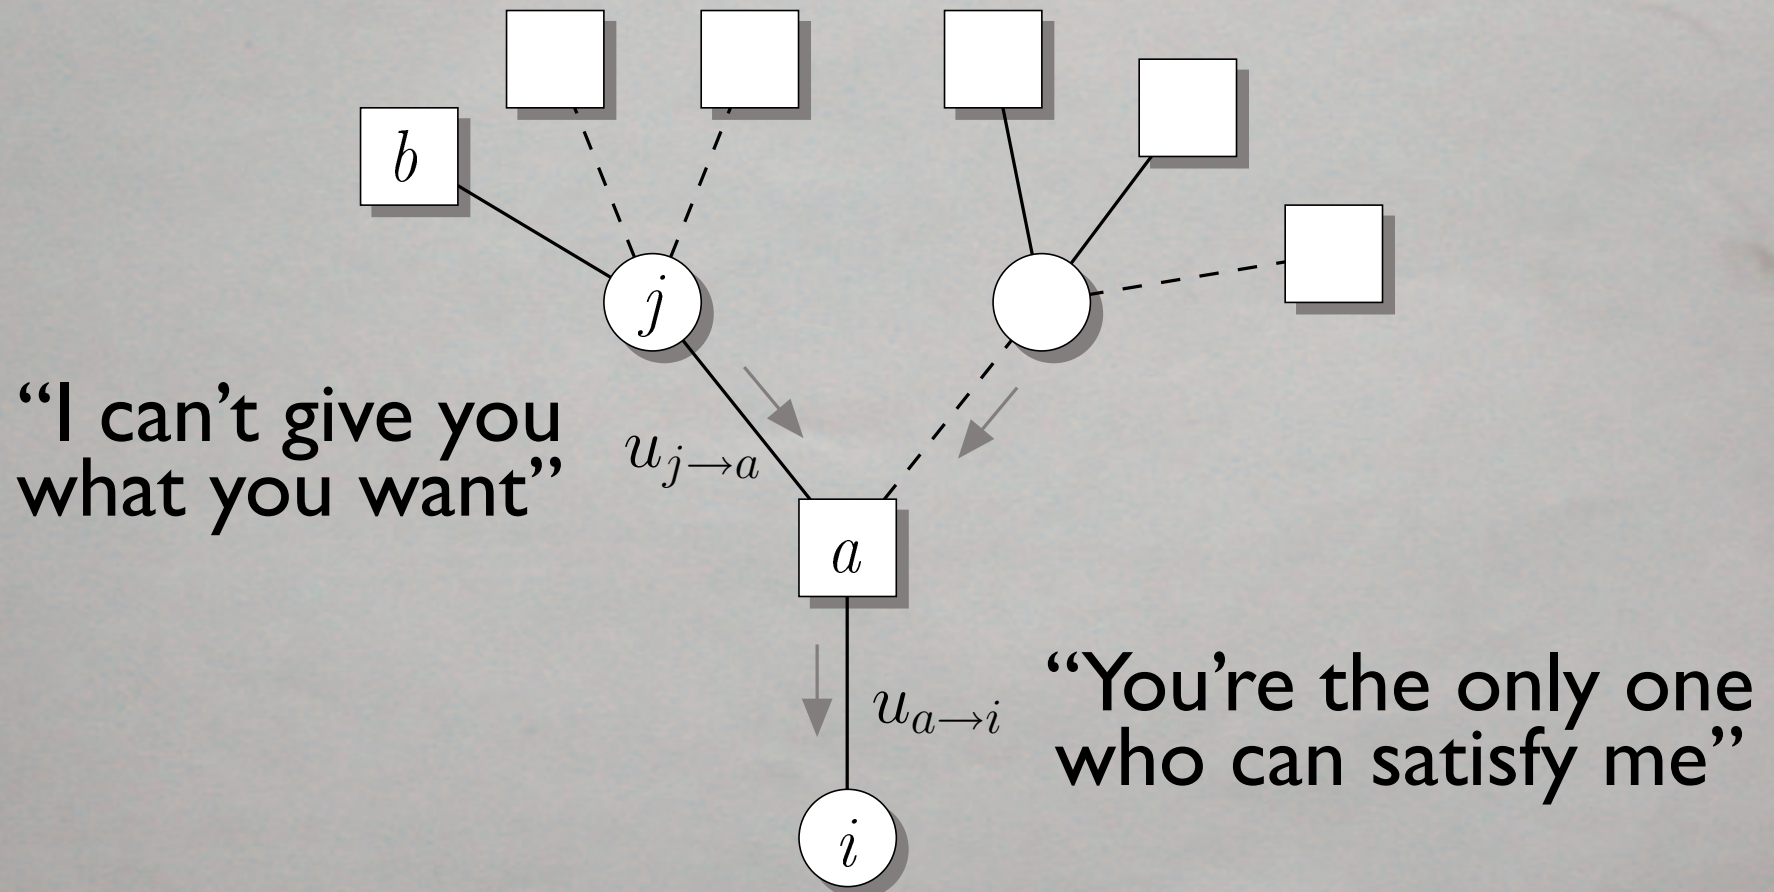 b
j
“I can’t give you
what you want”
u_{j→a}
a
“You’re the only one
who can satisfy me”
u_{a→i}
i